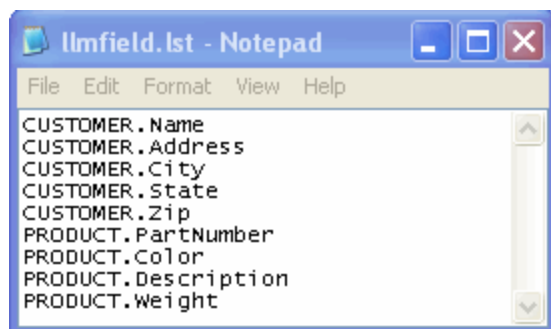 llmfield.lst - Notepad
File Edit Format View Help
CUSTOMER.Name
CUSTOMER.Address
CUSTOMER.City
CUSTOMER.State
CUSTOMER.Zip
PRODUCT.PartNumber
PRODUCT.Color
PRODUCT.Description
PRODUCT.Weight